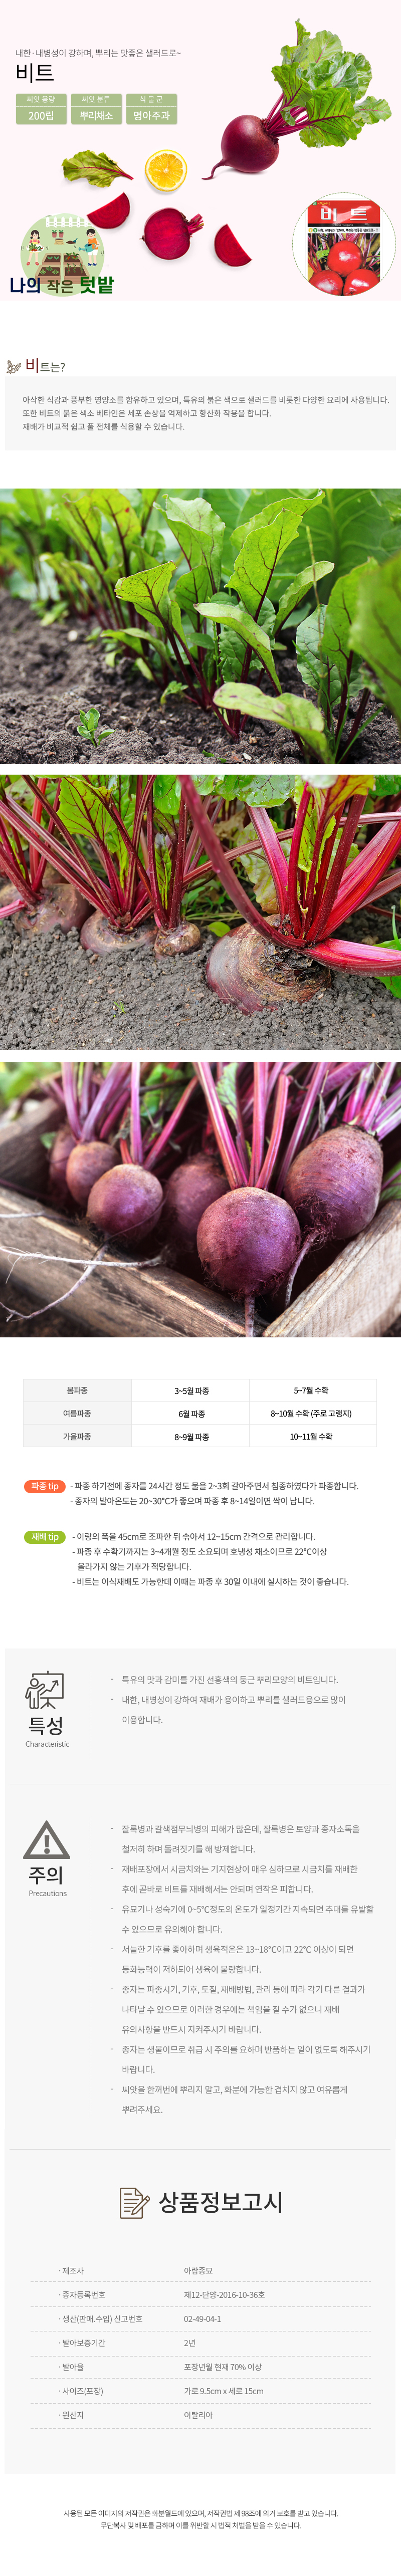 내한·내병성이 강하며, 뿌리는 맛좋은 샐러드로~
비트
씨앗 용량
200립
씨앗 분류
뿌리채소
식 물 군
명아주과
비 트
나의 작은 텃밭
비트는?
아삭한 식감과 풍부한 영양소를 함유하고 있으며, 특유의 붉은 색으로 샐러드를 비롯한 다양한 요리에 사용됩니다.
또한 비트의 붉은 색소 베타인은 세포 손상을 억제하고 항산화 작용을 합니다.
재배가 비교적 쉽고 풀 전체를 식용할 수 있습니다.
봄파종 3~5월 파종 5~7월 수확
여름파종 6월 파종 8~10월 수확 (주로 고랭지)
가을파종 8~9월 파종 10~11월 수확
파종 tip - 파종 하기전에 종자를 24시간 정도 물을 2~3회 갈아주면서 침종하였다가 파종합니다.
- 종자의 발아온도는 20~30℃가 좋으며 파종 후 8~14일이면 싹이 납니다.
재배 tip - 이랑의 폭을 45cm로 조파한 뒤 솎아서 12~15cm 간격으로 관리합니다.
- 파종 후 수확기까지는 3~4개월 정도 소요되며 호냉성 채소이므로 22℃이상
올라가지 않는 기후가 적당합니다.
- 비트는 이식재배도 가능한데 이때는 파종 후 30일 이내에 실시하는 것이 좋습니다.
특성
Characteristic
- 특유의 맛과 감미를 가진 선홍색의 둥근 뿌리모양의 비트입니다.
- 내한, 내병성이 강하여 재배가 용이하고 뿌리를 샐러드용으로 많이
이용합니다.
주의
Precautions
- 잘록병과 갈색점무늬병의 피해가 많은데, 잘록병은 토양과 종자소독을
철저히 하며 돌려짓기를 해 방제합니다.
- 재배포장에서 시금치와는 기지현상이 매우 심하므로 시금치를 재배한
후에 곧바로 비트를 재배해서는 안되며 연작은 피합니다.
- 유묘기나 성숙기에 0~5℃정도의 온도가 일정기간 지속되면 추대를 유발할
수 있으므로 유의해야 합니다.
- 서늘한 기후를 좋아하며 생육적온은 13~18℃이고 22℃ 이상이 되면
동화능력이 저하되어 생육이 불량합니다.
- 종자는 파종시기, 기후, 토질, 재배방법, 관리 등에 따라 각기 다른 결과가
나타날 수 있으므로 이러한 경우에는 책임을 질 수가 없으니 재배
유의사항을 반드시 지켜주시기 바랍니다.
- 종자는 생물이므로 취급 시 주의를 요하며 반품하는 일이 없도록 해주시기
바랍니다.
- 씨앗을 한꺼번에 뿌리지 말고, 화분에 가능한 겹치지 않고 여유롭게
뿌려주세요.
상품정보고시
· 제조사 아람종묘
· 종자등록번호 제12-단양-2016-10-36호
· 생산(판매.수입) 신고번호 02-49-04-1
· 발아보증기간 2년
· 발아율 포장년월 현재 70% 이상
· 사이즈(포장) 가로 9.5cm x 세로 15cm
· 원산지 이탈리아
사용된 모든 이미지의 저작권은 화분월드에 있으며, 저작권법 제 98조에 의거 보호를 받고 있습니다.
무단복사 및 배포를 금하며 이를 위반할 시 법적 처벌을 받을 수 있습니다.